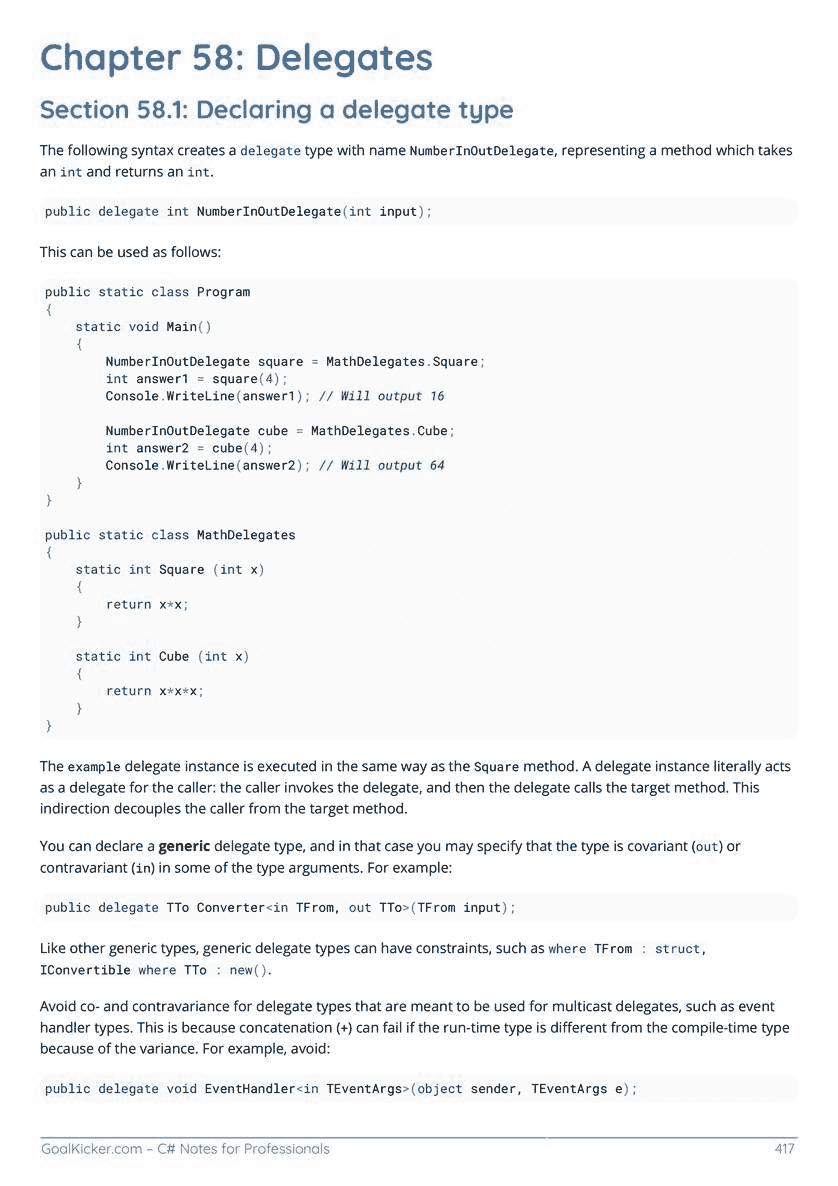 Chapter 58: Delegates
Section 58.1: Declaring a delegate type
The following syntax creates a delegate type with name NumberInOutDelegate, representing a method which takes
an int and returns an int.
public delegate int NumberInOutDelegate(int input);
This can be used as follows:
public static class Program
{
    static void Main()
    {
        NumberInOutDelegate square = MathDelegates.Square;
        int answer1 = square(4);
        Console.WriteLine(answer1); // Will output 16
        NumberInOutDelegate cube = MathDelegates.Cube;
        int answer2 = cube(4);
        Console.WriteLine(answer2); // Will output 64
    }
}
public static class MathDelegates
{
    static int Square (int x)
    {
        return x*x;
    }
    static int Cube (int x)
    {
        return x*x*x;
    }
}
The example delegate instance is executed in the same way as the Square method. A delegate instance literally acts
as a delegate for the caller: the caller invokes the delegate, and then the delegate calls the target method. This
indirection decouples the caller from the target method.
You can declare a generic delegate type, and in that case you may specify that the type is covariant (out) or
contravariant (in) in some of the type arguments. For example:
public delegate TTo Converter<in TFrom, out TTo>(TFrom input);
Like other generic types, generic delegate types can have constraints, such as where TFrom : struct,
IConvertible where TTo : new().
Avoid co- and contravariance for delegate types that are meant to be used for multicast delegates, such as event
handler types. This is because concatenation (+) can fail if the run-time type is different from the compile-time type
because of the variance. For example, avoid:
public delegate void EventHandler<in TEventArgs>(object sender, TEventArgs e);
GoalKicker.com – C# Notes for Professionals
417